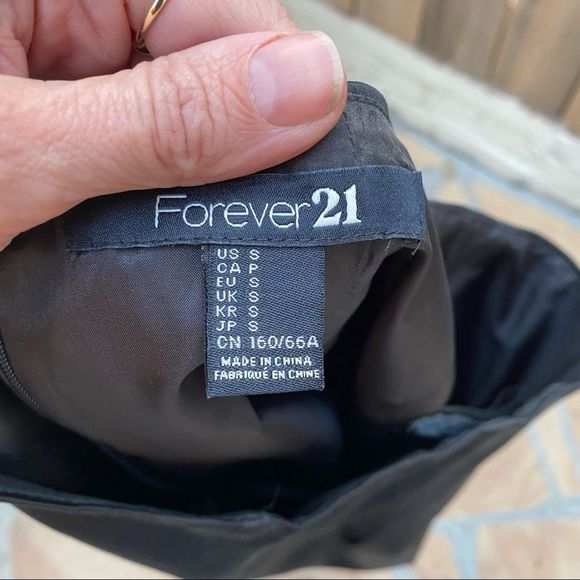 Forever21
US S
CA P
EU S
UK S
KR S
JP S
CN 160/66A
MADE IN CHINA
FABRIQUÉ EN CHINE